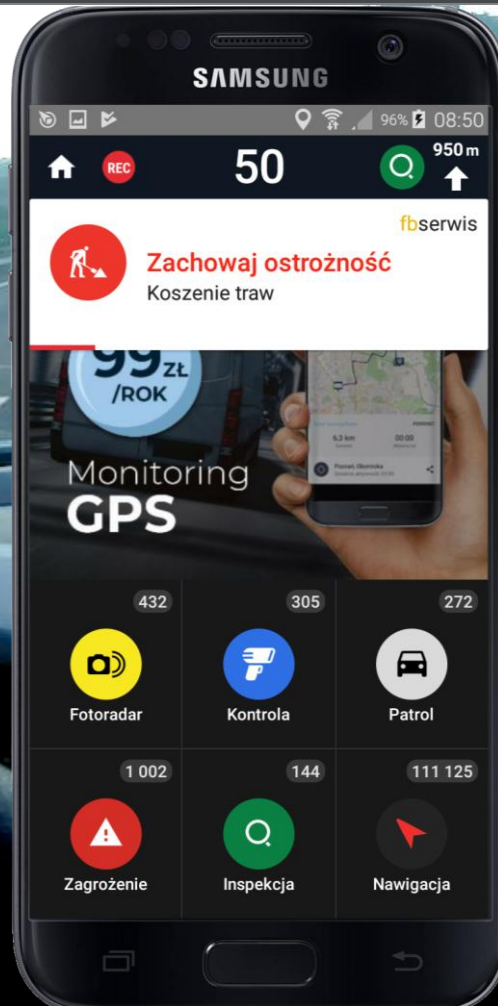 SAMSUNG
96% 08:50
REC
50
950 m
fbserwis
Zachowaj ostrożność
Koszenie traw
99 ZŁ
/ROK
Monitoring
GPS
6,3 km
00:00
432
305
272
Fotoradar
Kontrola
Patrol
1 002
144
111 125
Zagrożenie
Inspekcja
Nawigacja